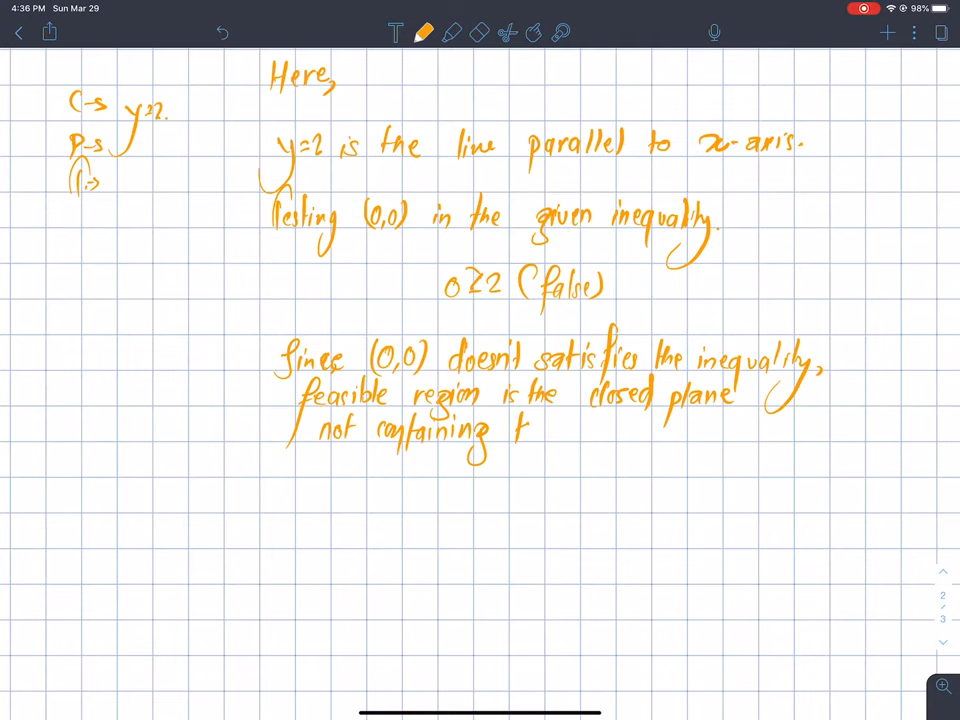 4:36 PM Sun Mar 29
98%
y=2.
Here,
y=2 is the line parallel to x-axis.
Testing (0,0) in the given inequality.
0≥2 (false)
Since (0,0) doesn't satisfies the inequality,
feasible region is the closed plane
not containing t
2
/
3